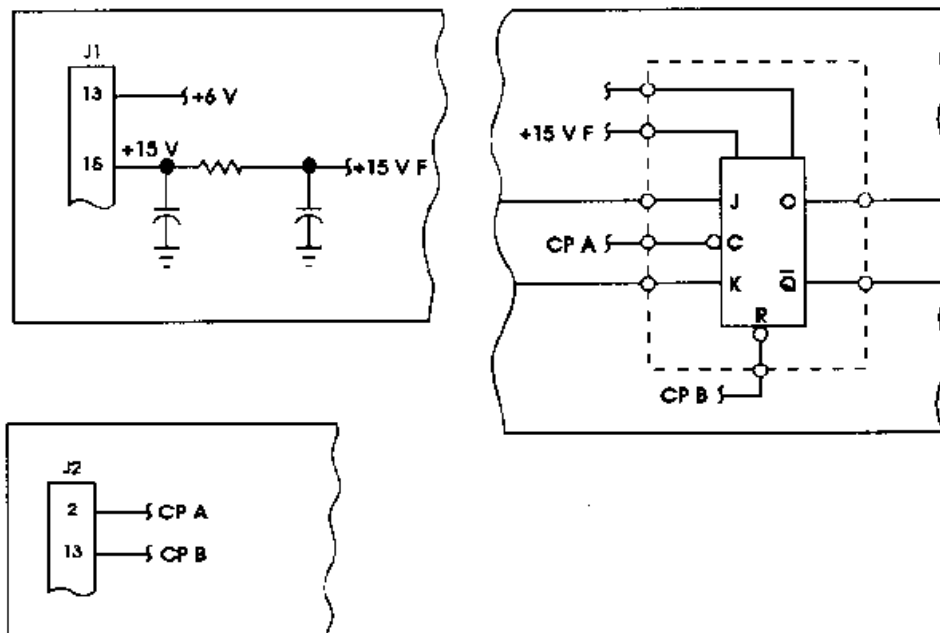 J1
13
+6 V
+15 V
16
+15 V F
+15 V F
J
O
CP A
C
K
Q̅
R
CP B
J2
2
CP A
13
CP B